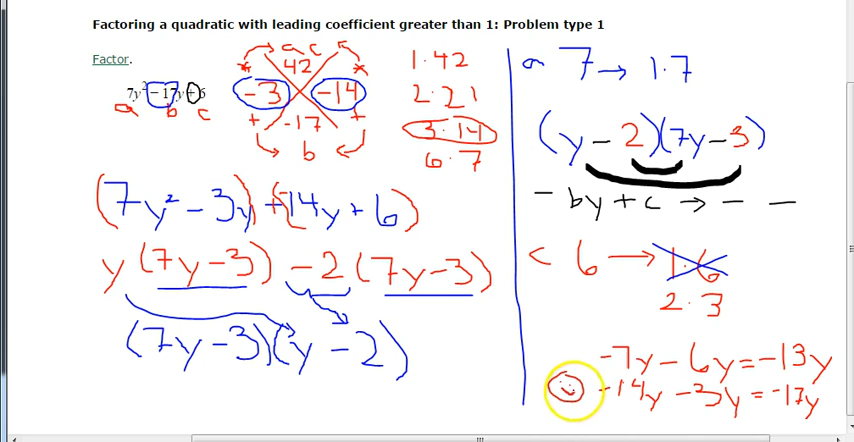 Factoring a quadratic with leading coefficient greater than 1: Problem type 1
Factor.
7y² − 17y + 6
a b c
a c
* 42 *
−3 −14
+ −17 +
b
1·42
2·21
3·14
6·7
(7y² − 3y) + (−14y + 6)
y (7y−3) −2 (7y−3)
(7y−3)(y−2)
a 7 → 1·7
(y − 2)(7y − 3)
− by + c → − −
c 6 → 1·6
2·3
−7y − 6y = −13y
−14y − 3y = −17y